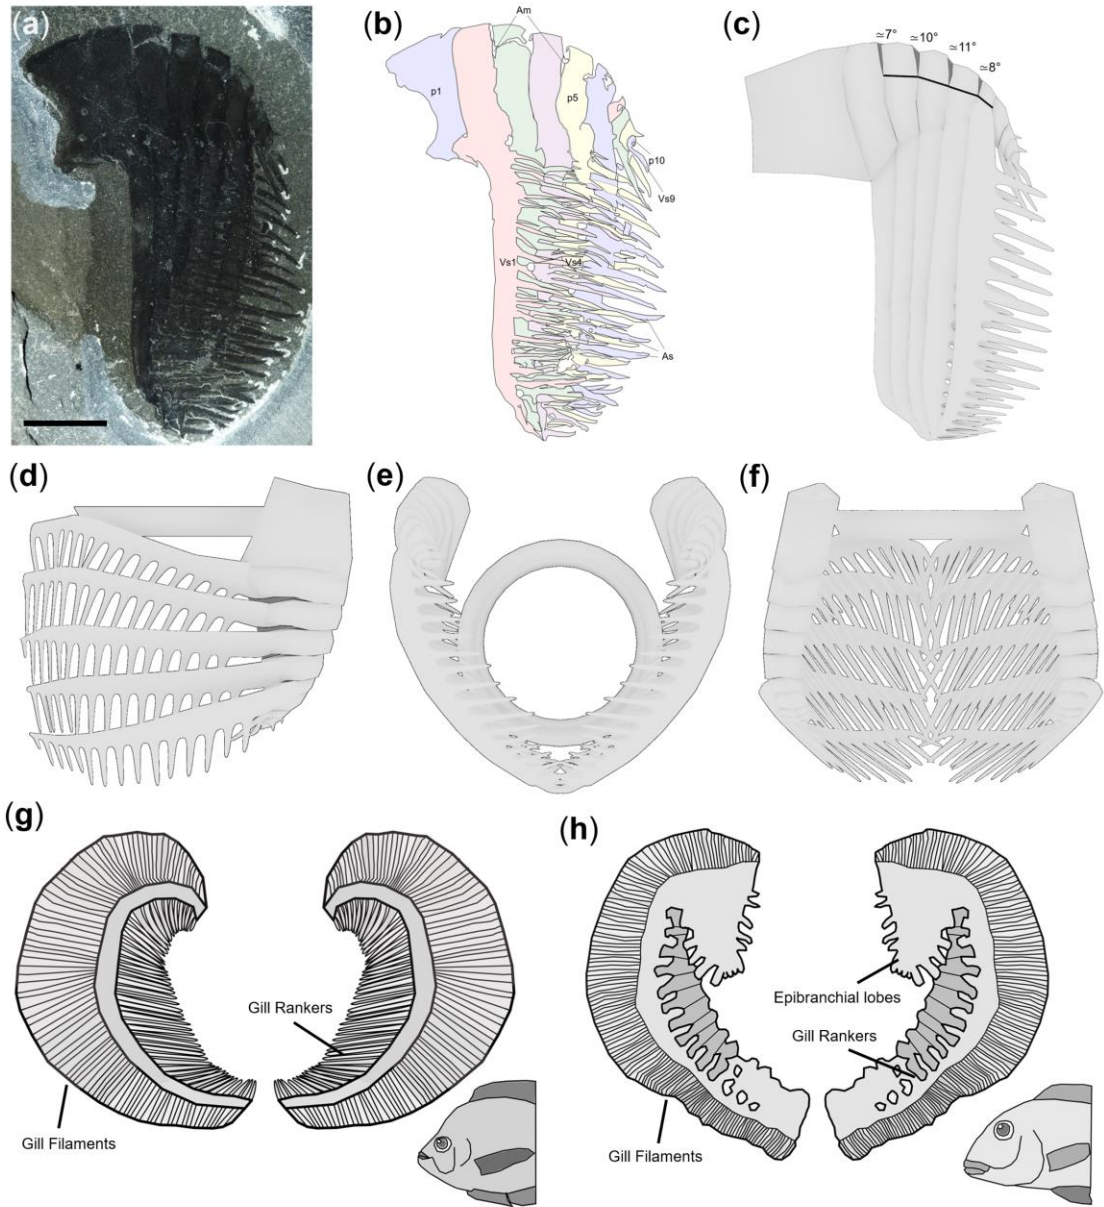 (a)
(b)
Am
p1
p5
p10
Vs9
Vs1
Vs4
As
(c)
≃7°
≃10°
≃11°
≃8°
(d)
(e)
(f)
(g)
Gill Rankers
Gill Filaments
(h)
Epibranchial lobes
Gill Rankers
Gill Filaments